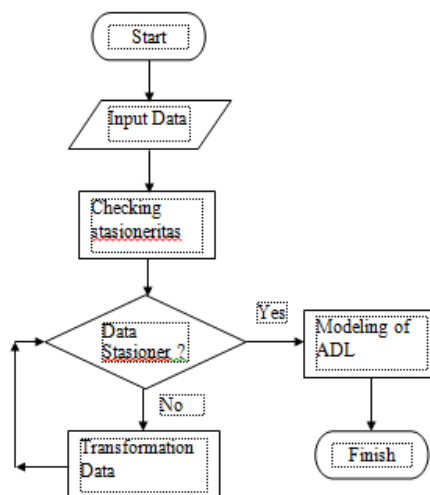 Start
Input Data
Checking
stasioneritas
Data
Stasioner ?
Yes
Modeling of
ADL
No
Transformation
Data
Finish